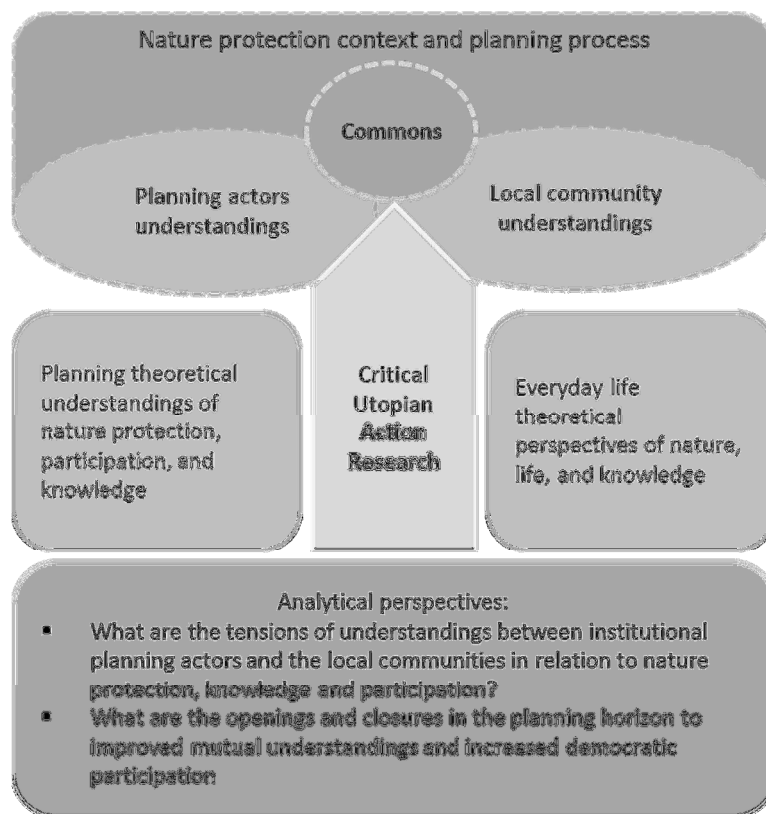 Nature protection context and planning process
Commons
Planning actors
understandings
Local community
understandings
Planning theoretical
understandings of
nature protection,
participation, and
knowledge
Critical
Utopian
Action
Research
Everyday life
theoretical
perspectives of nature,
life, and knowledge
Analytical perspectives:
▪ What are the tensions of understandings between institutional
planning actors and the local communities in relation to nature
protection, knowledge and participation?
▪ What are the openings and closures in the planning horizon to
improved mutual understandings and increased democratic
participation